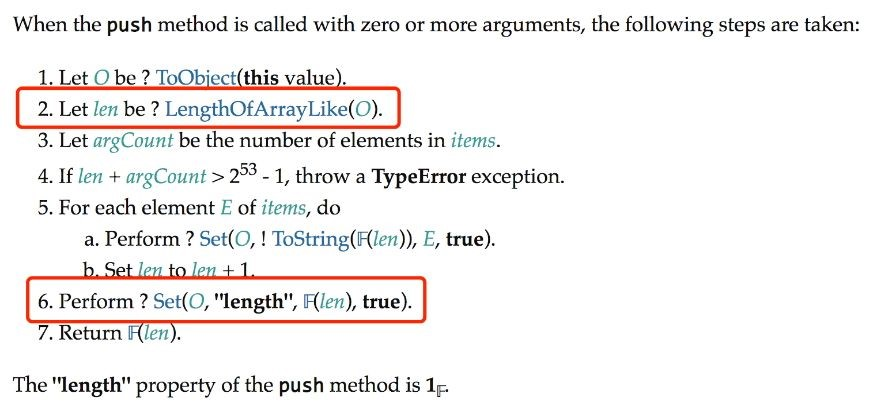 When the push method is called with zero or more arguments, the following steps are taken:
1. Let O be ? ToObject(this value).
2. Let len be ? LengthOfArrayLike(O).
3. Let argCount be the number of elements in items.
4. If len + argCount > 2⁵³ - 1, throw a TypeError exception.
5. For each element E of items, do
a. Perform ? Set(O, ! ToString(𝔽(len)), E, true).
b. Set len to len + 1.
6. Perform ? Set(O, "length", 𝔽(len), true).
7. Return 𝔽(len).
The "length" property of the push method is 1𝔽.